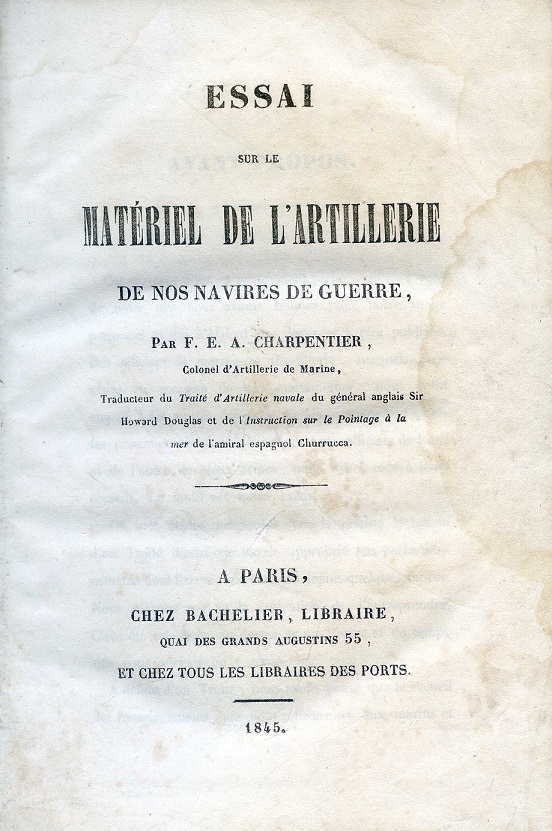 ESSAI
SUR LE
MATÉRIEL DE L'ARTILLERIE
DE NOS NAVIRES DE GUERRE,
PAR F. E. A. CHARPENTIER,
Colonel d'Artillerie de Marine,
Traducteur du Traité d'Artillerie navale du général anglais Sir
Howard Douglas et de l'Instruction sur le Pointage à la
mer de l'amiral espagnol Churrucca.
A PARIS,
CHEZ BACHELIER, LIBRAIRE,
QUAI DES GRANDS AUGUSTINS 55,
ET CHEZ TOUS LES LIBRAIRES DES PORTS.
1845.